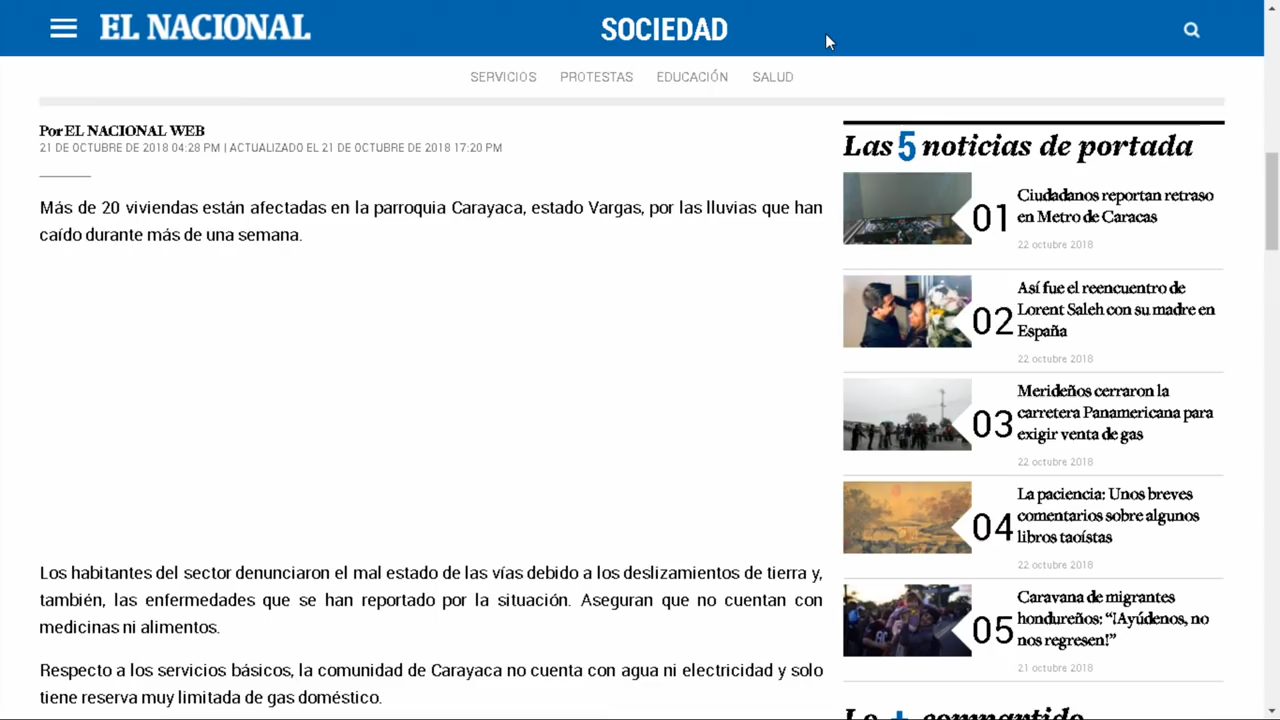 EL NACIONAL
SOCIEDAD
SERVICIOS PROTESTAS EDUCACIÓN SALUD
Por EL NACIONAL WEB
21 DE OCTUBRE DE 2018 04:28 PM | ACTUALIZADO EL 21 DE OCTUBRE DE 2018 17:20 PM
Más de 20 viviendas están afectadas en la parroquia Carayaca, estado Vargas, por las lluvias que han
caído durante más de una semana.
Los habitantes del sector denunciaron el mal estado de las vías debido a los deslizamientos de tierra y,
también, las enfermedades que se han reportado por la situación. Aseguran que no cuentan con
medicinas ni alimentos.
Respecto a los servicios básicos, la comunidad de Carayaca no cuenta con agua ni electricidad y solo
tiene reserva muy limitada de gas doméstico.
Las 5 noticias de portada
01
Ciudadanos reportan retraso
en Metro de Caracas
22 octubre 2018
02
Así fue el reencuentro de
Lorent Saleh con su madre en
España
22 octubre 2018
03
Merideños cerraron la
carretera Panamericana para
exigir venta de gas
22 octubre 2018
04
La paciencia: Unos breves
comentarios sobre algunos
libros taoístas
22 octubre 2018
05
Caravana de migrantes
hondureños: “¡Ayúdenos, no
nos regresen!”
21 octubre 2018
Lo + compartido